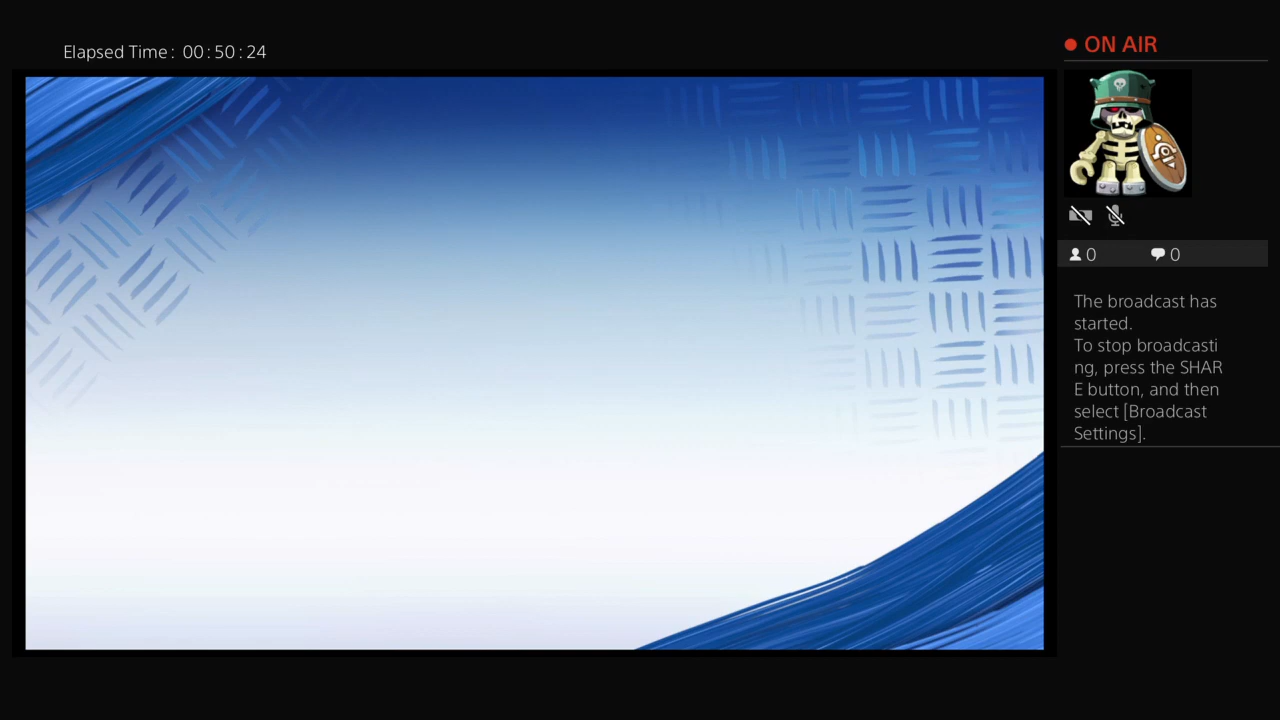 Elapsed Time: 00:50:24
ON AIR
0 0
The broadcast has
started.
To stop broadcasti
ng, press the SHAR
E button, and then
select [Broadcast
Settings].